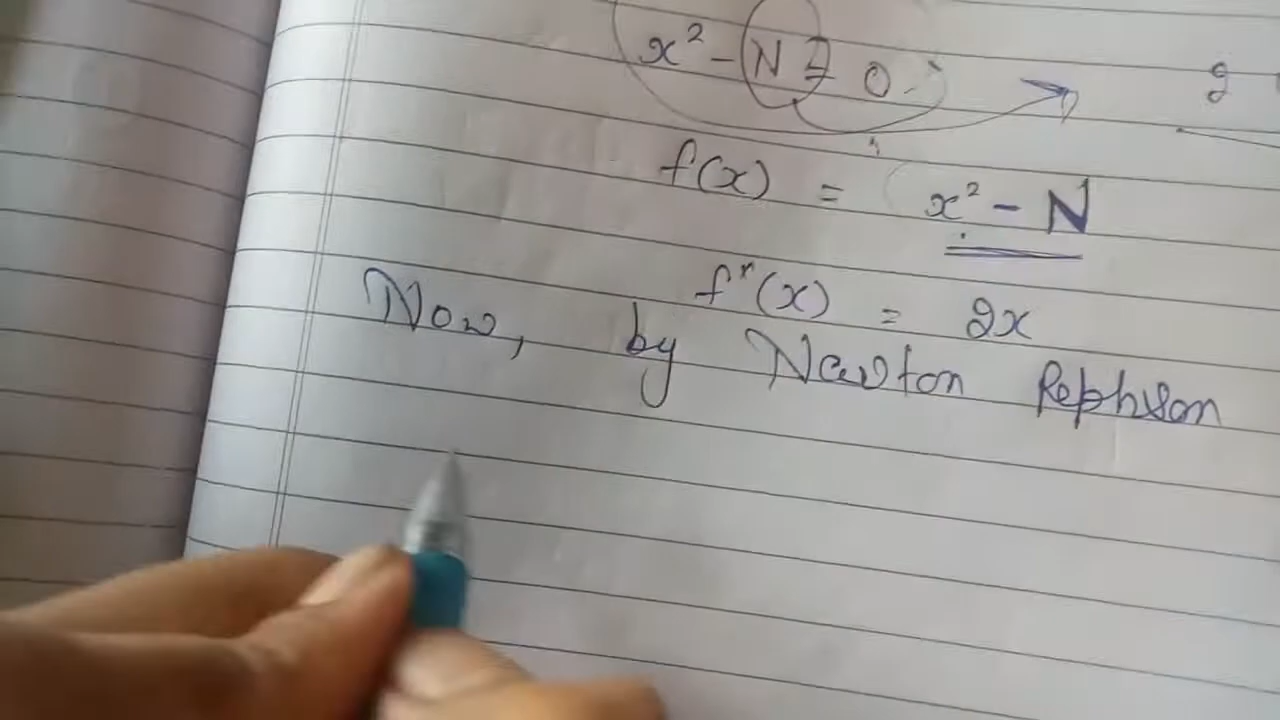 x² - N = 0 g
f(x) = x² - N
f''(x) = 2x
Now, by Newton Rephson